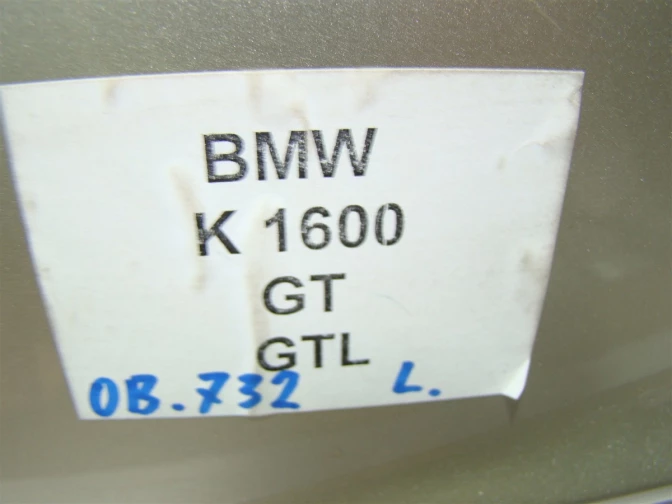 BMW
K 1600
GT
GTL
OB.732 L.